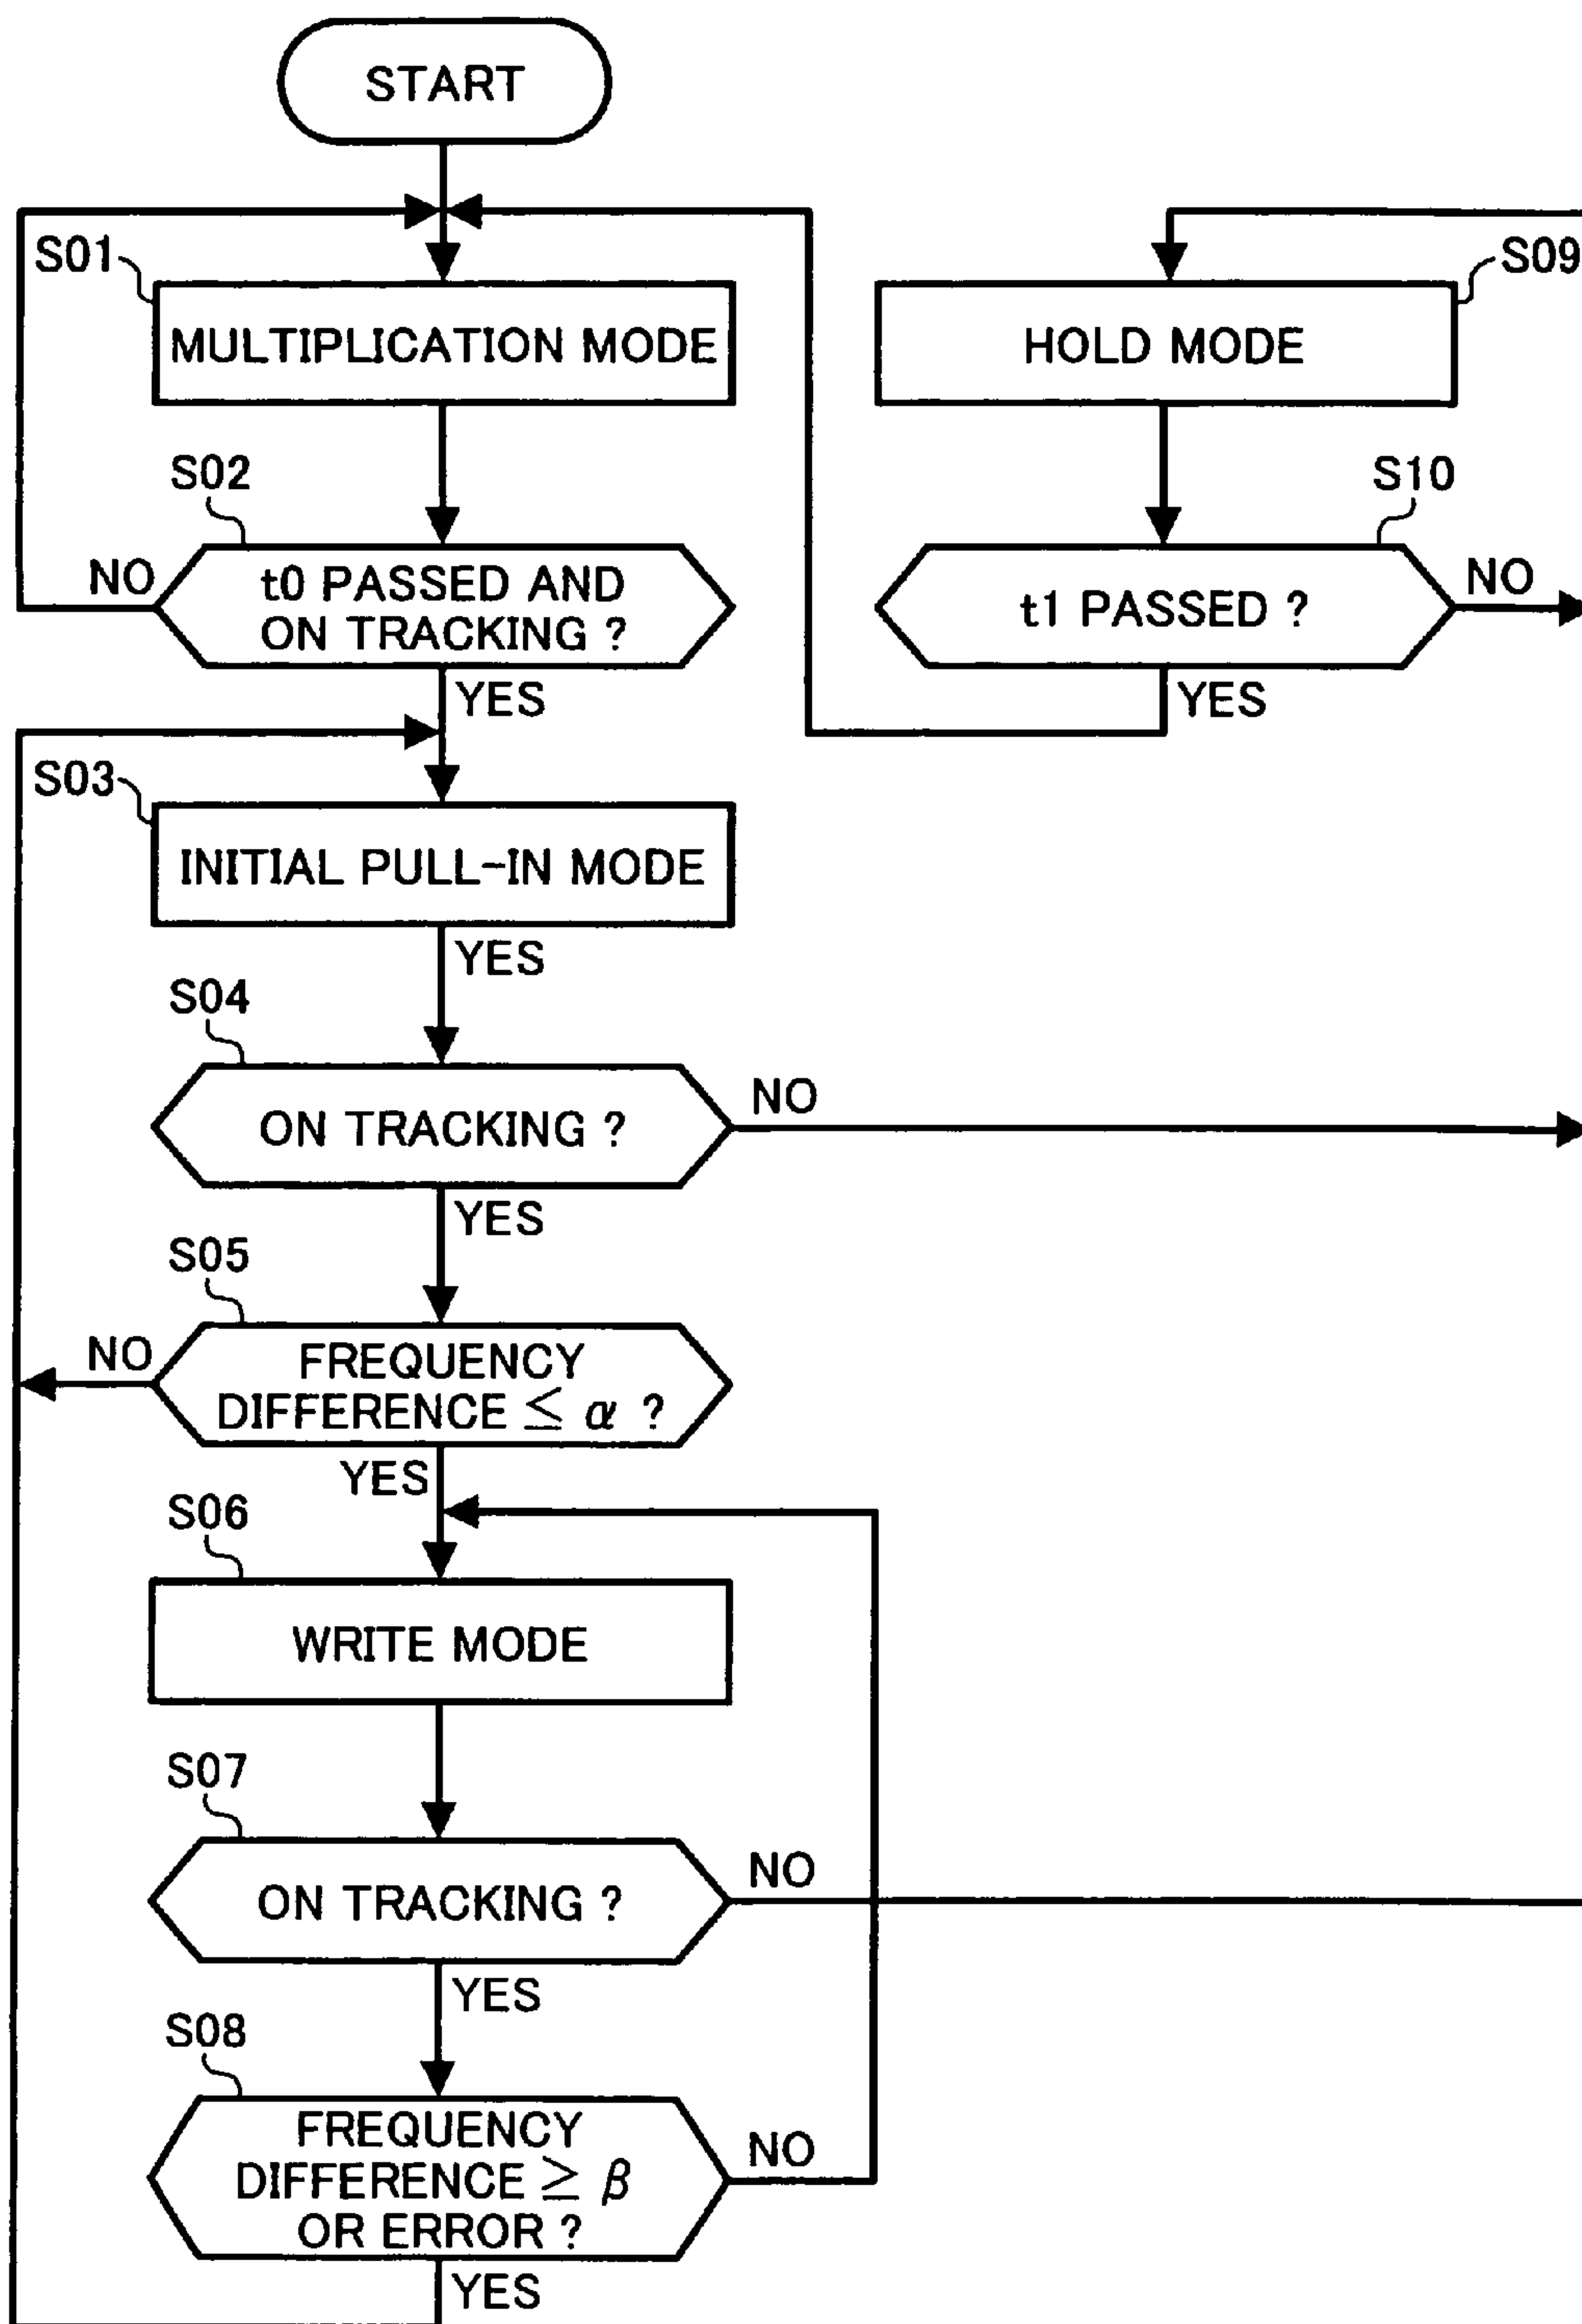 START
S01
MULTIPLICATION MODE
S02
NO
t0 PASSED AND
ON TRACKING ?
YES
S03
INITIAL PULL-IN MODE
YES
S04
ON TRACKING ?
NO
YES
S05
NO
FREQUENCY
DIFFERENCE ≦ α ?
YES
S06
WRITE MODE
S07
ON TRACKING ?
NO
YES
S08
FREQUENCY
DIFFERENCE ≧ β
OR ERROR ?
NO
YES
S09
HOLD MODE
S10
t1 PASSED ?
NO
YES